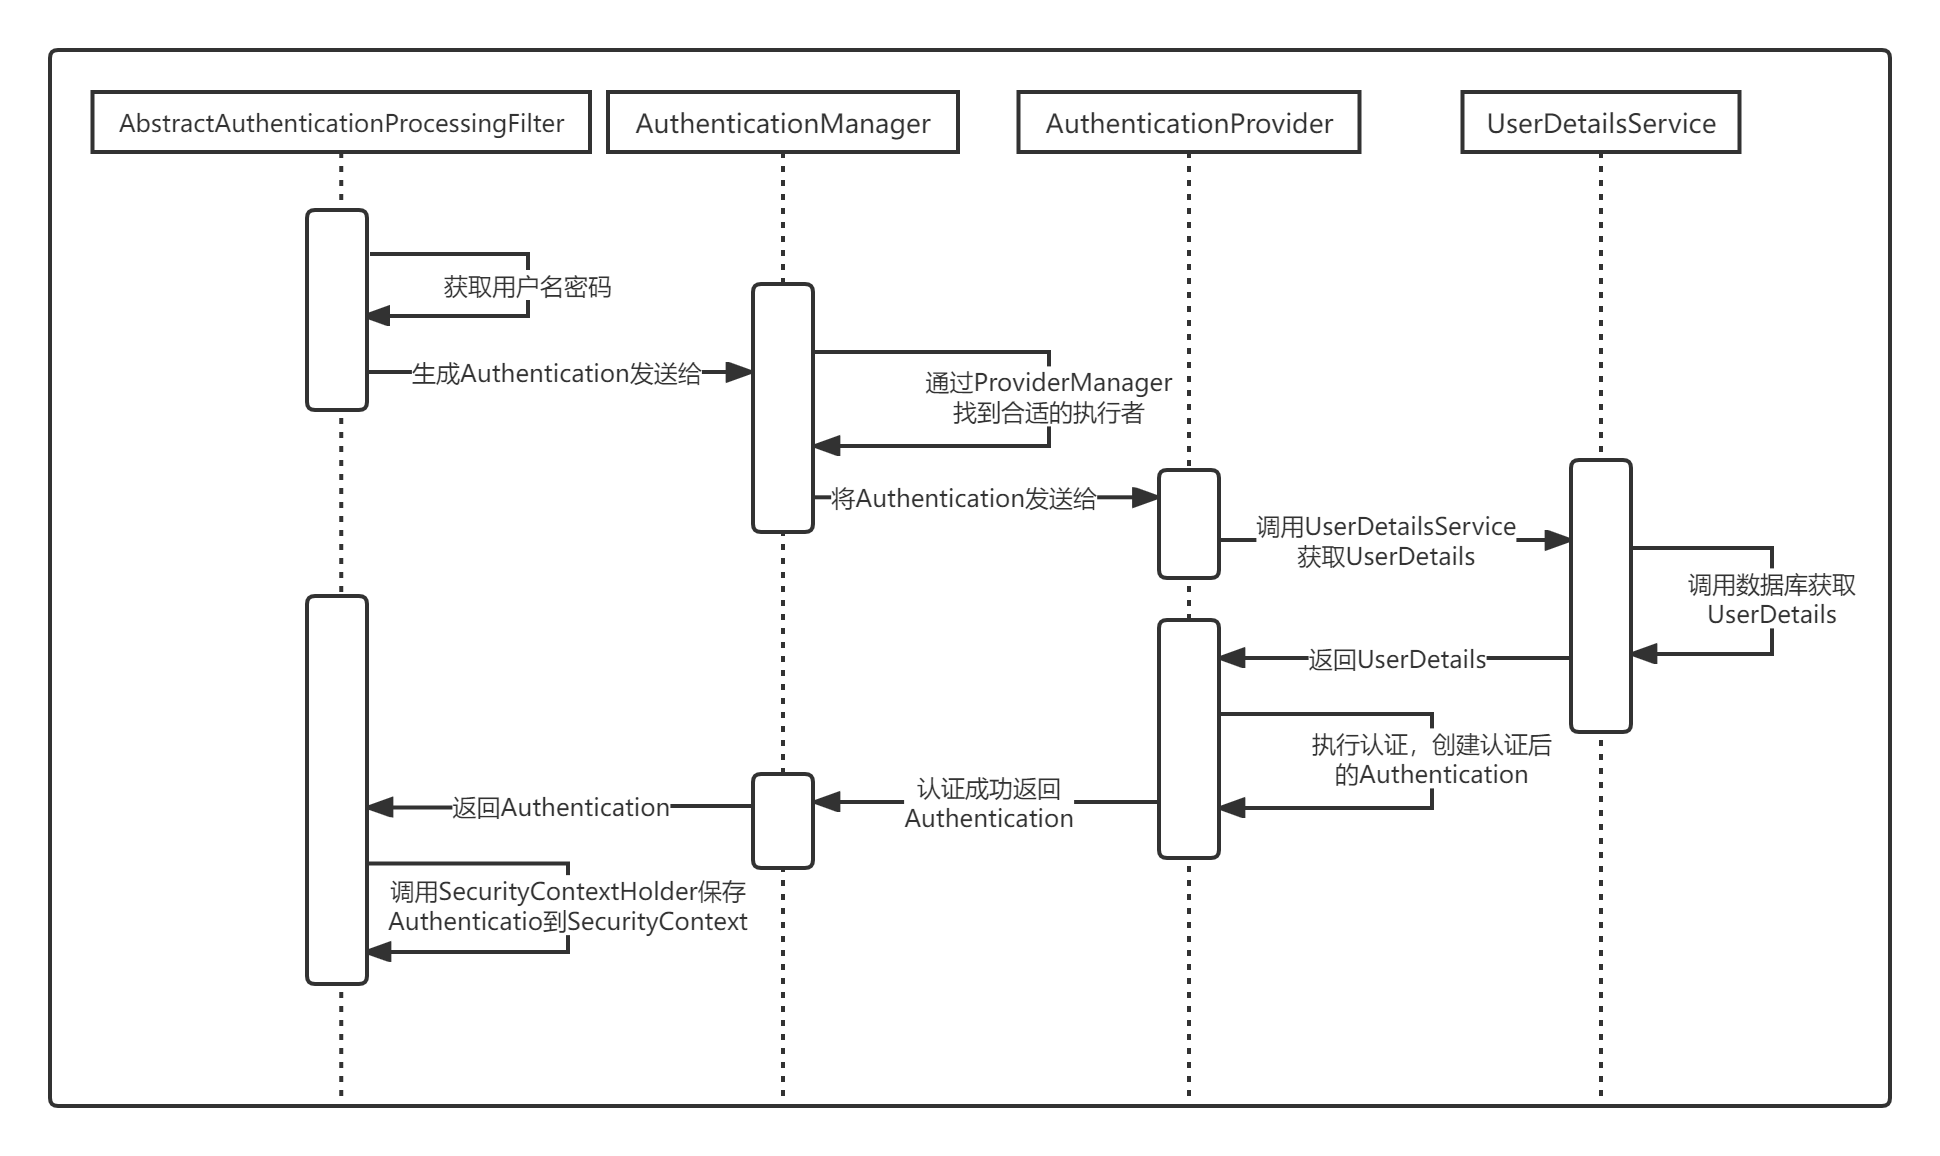 AbstractAuthenticationProcessingFilter
AuthenticationManager
AuthenticationProvider
UserDetailsService
获取用户名密码
生成Authentication发送给
通过ProviderManager
找到合适的执行者
将Authentication发送给
调用UserDetailsService
获取UserDetails
调用数据库获取
UserDetails
返回UserDetails
执行认证，创建认证后
的Authentication
认证成功返回
Authentication
返回Authentication
调用SecurityContextHolder保存
Authenticatio到SecurityContext